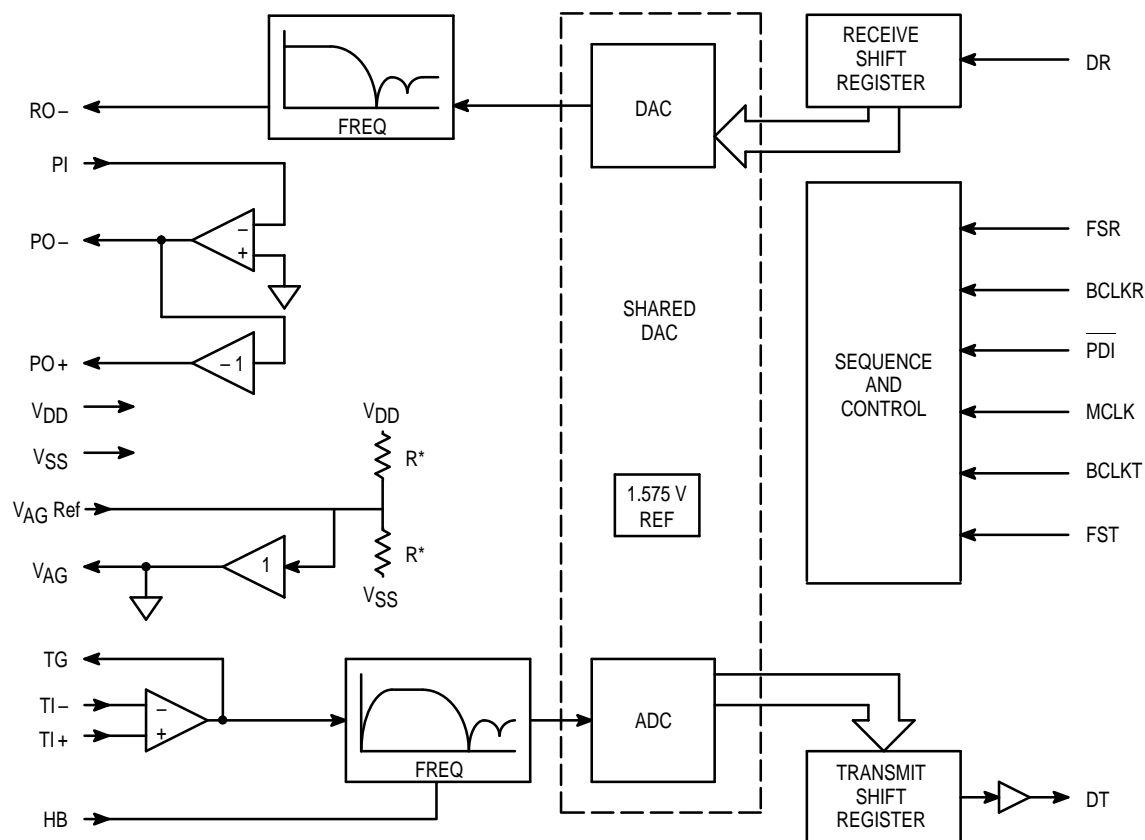 RECEIVE
SHIFT
REGISTER
DR
DAC
FREQ
RO–
PI
PO–
–
+
PO+
– 1
FSR
BCLKR
PDI
MCLK
BCLKT
FST
SEQUENCE
AND
CONTROL
SHARED
DAC
VDD
VSS
VDD
R*
VAG Ref
R*
VSS
1
VAG
1.575 V
REF
TG
TI–
TI+
–
+
FREQ
HB
ADC
TRANSMIT
SHIFT
REGISTER
DT